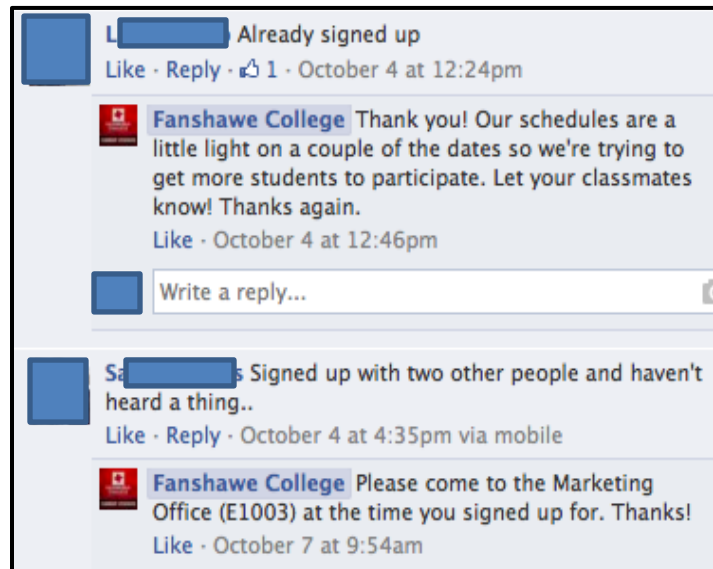 Already signed up
Like · Reply · 1 · October 4 at 12:24pm
Fanshawe College Thank you! Our schedules are a
little light on a couple of the dates so we're trying to
get more students to participate. Let your classmates
know! Thanks again.
Like · October 4 at 12:46pm
Write a reply...
Signed up with two other people and haven't
heard a thing..
Like · Reply · October 4 at 4:35pm via mobile
Fanshawe College Please come to the Marketing
Office (E1003) at the time you signed up for. Thanks!
Like · October 7 at 9:54am